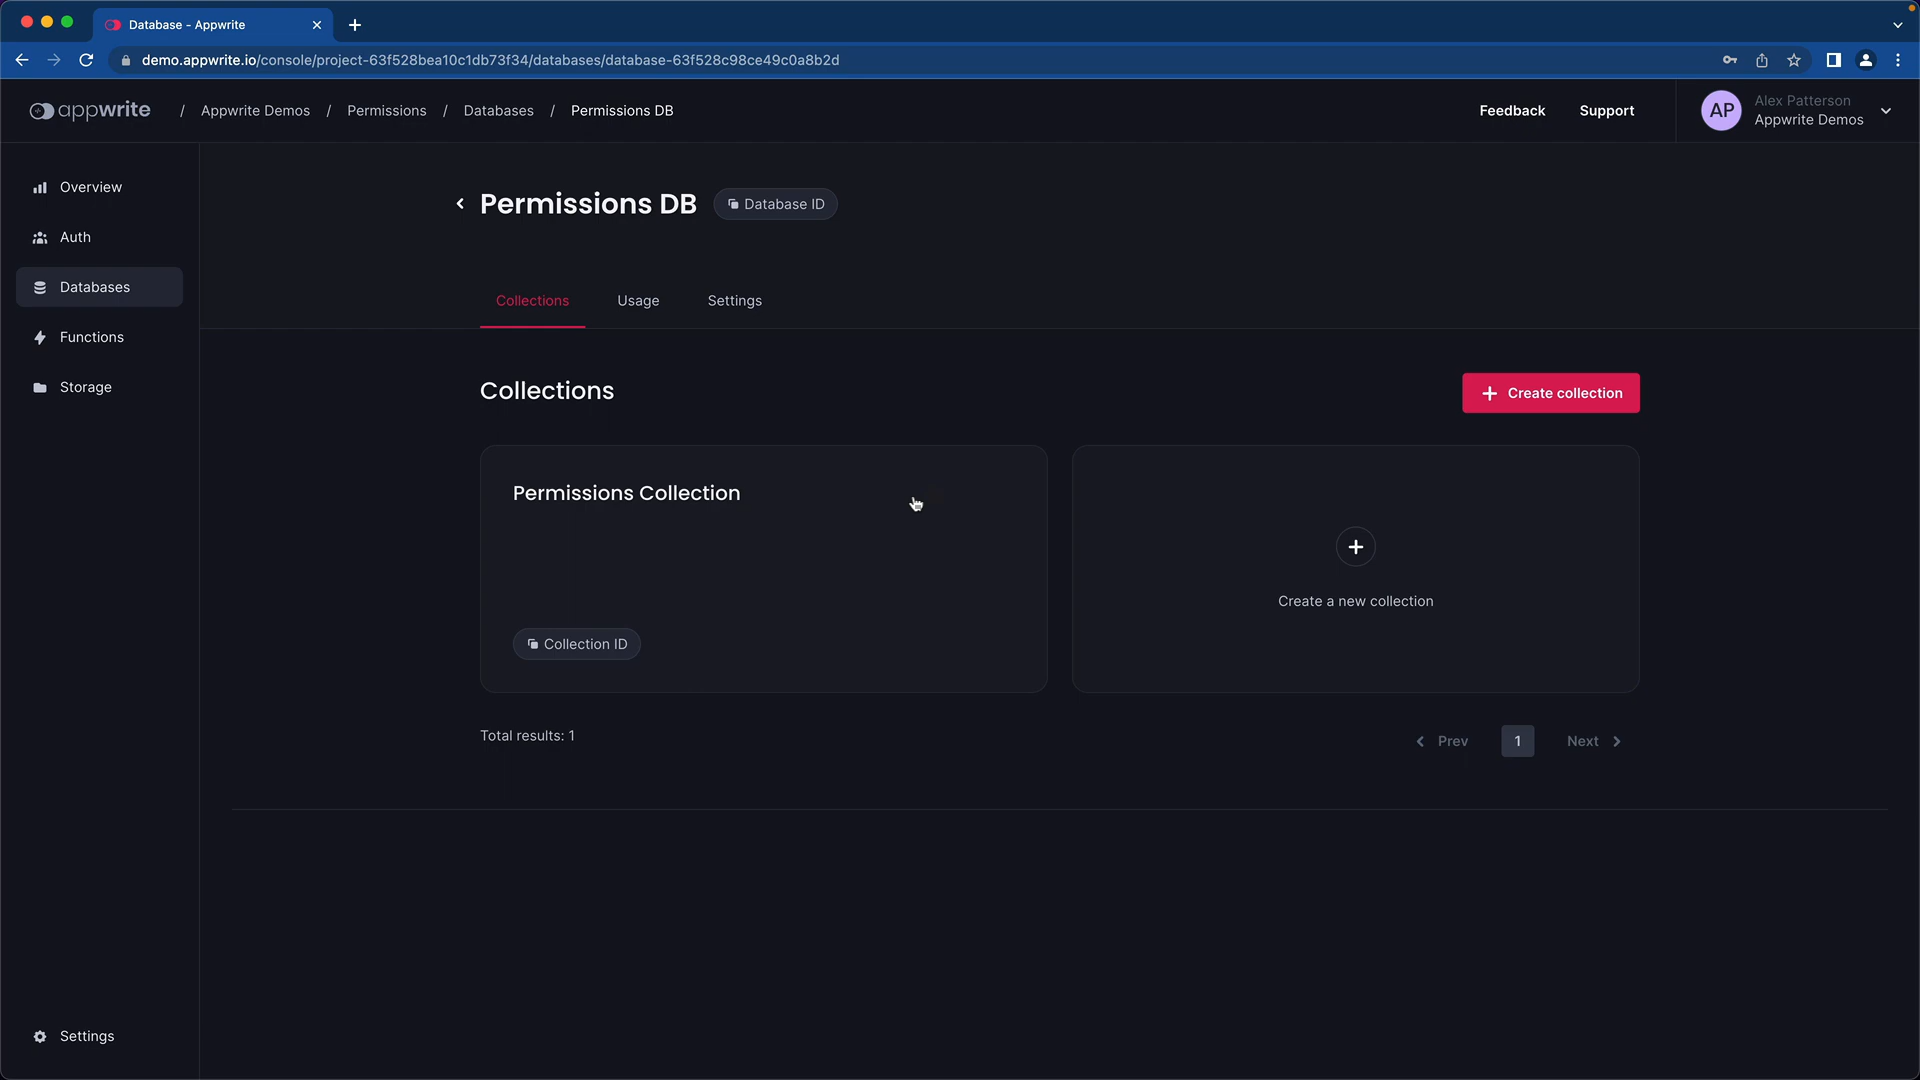 Database - Appwrite
demo.appwrite.io/console/project-63f528bea10c1db73f34/databases/database-63f528c98ce49c0a8b2d
appwrite / Appwrite Demos / Permissions / Databases / Permissions DB
Feedback
Support
AP
Alex Patterson
Appwrite Demos
Overview
Auth
Databases
Functions
Storage
Settings
Permissions DB
Database ID
Collections
Usage
Settings
Collections
Create collection
Permissions Collection
Collection ID
Create a new collection
Total results: 1
Prev
1
Next